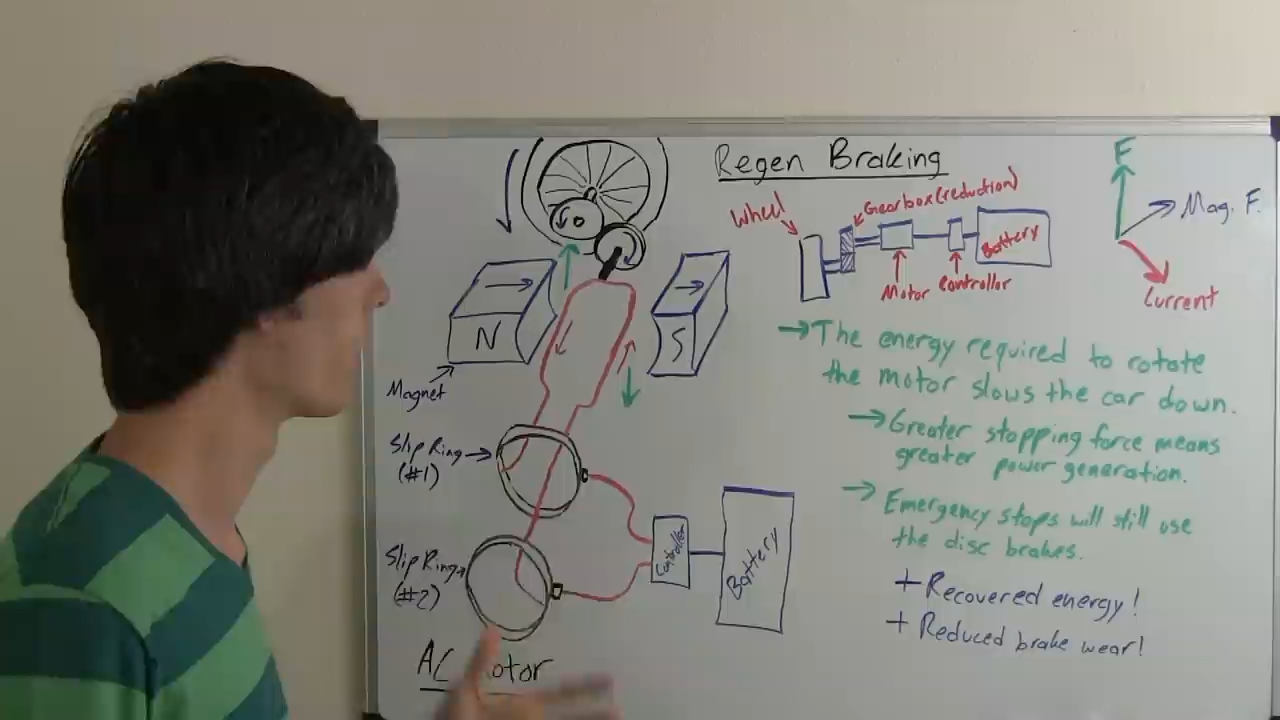 Regen Braking
F
Mag. F.
Current
Wheel
Gearbox (reduction)
Battery
Motor
Controller
N
S
Magnet
→ The energy required to rotate
the motor slows the car down.
→ Greater stopping force means
greater power generation.
→ Emergency stops will still use
the disc brakes.
+ Recovered energy!
+ Reduced brake wear!
Slip Ring
(#1)
Slip Ring
(#2)
Controller
Battery
AC